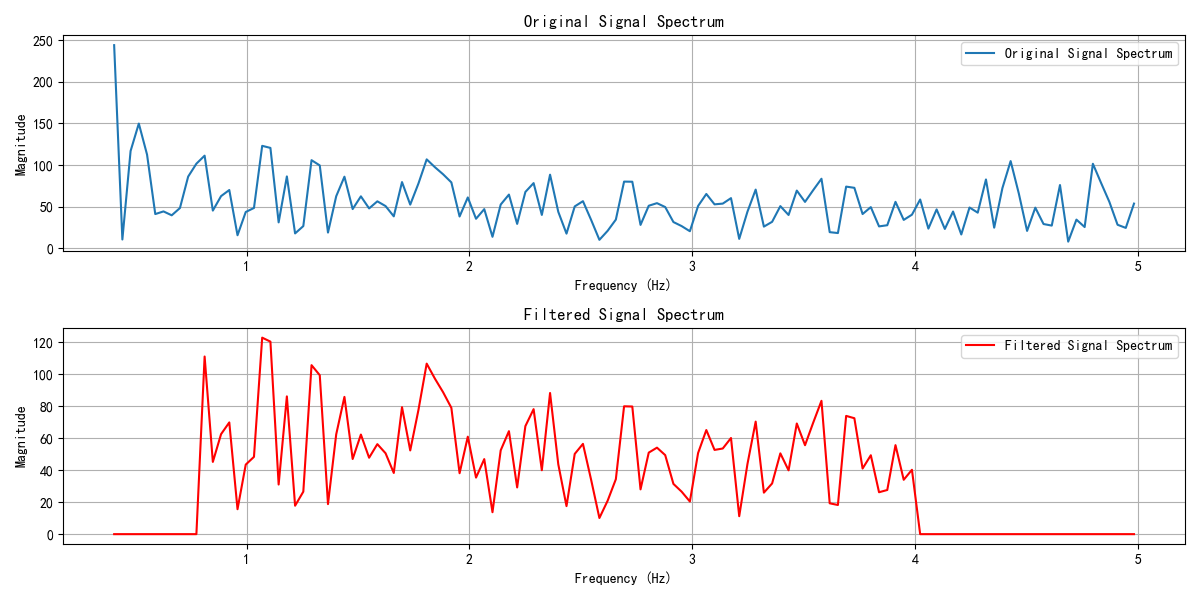 Original Signal Spectrum
250
200
150
100
50
0
Magnitude
Original Signal Spectrum
1
2
3
4
5
Frequency (Hz)
Filtered Signal Spectrum
120
100
80
60
40
20
0
Magnitude
Filtered Signal Spectrum
1
2
3
4
5
Frequency (Hz)